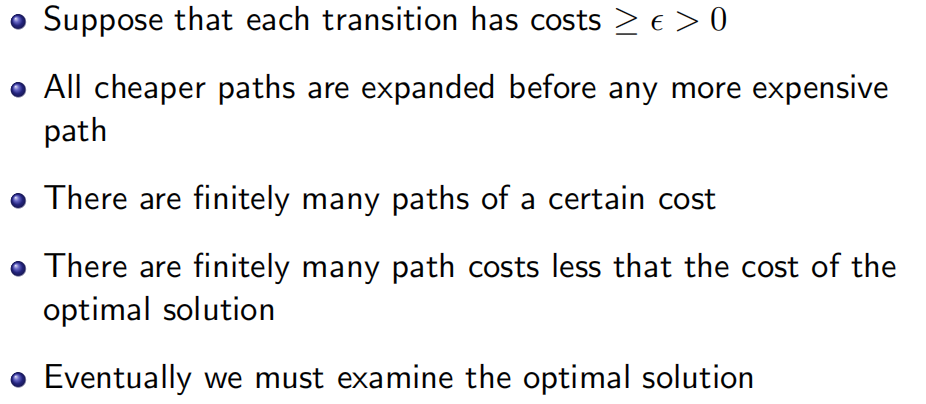 Suppose that each transition has costs ≥ ϵ > 0
All cheaper paths are expanded before any more expensive
path
There are finitely many paths of a certain cost
There are finitely many path costs less that the cost of the
optimal solution
Eventually we must examine the optimal solution